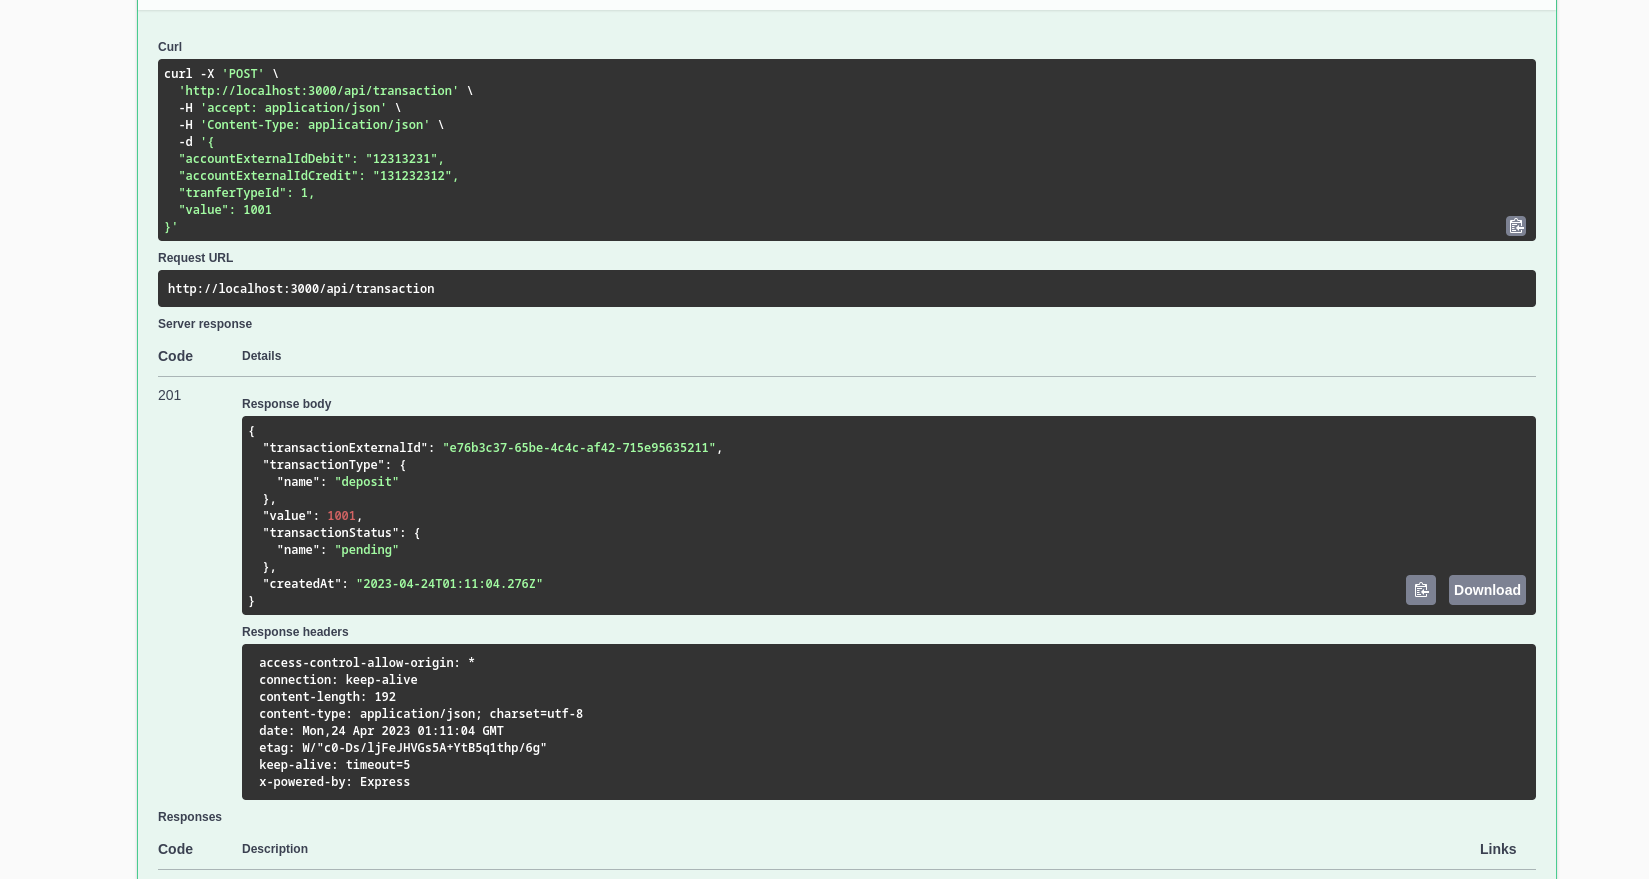 Curl
curl -X 'POST' \
  'http://localhost:3000/api/transaction' \
  -H 'accept: application/json' \
  -H 'Content-Type: application/json' \
  -d '{
  "accountExternalIdDebit": "12313231",
  "accountExternalIdCredit": "131232312",
  "tranferTypeId": 1,
  "value": 1001
}'
Request URL
http://localhost:3000/api/transaction
Server response
Code Details
201
Response body
{
  "transactionExternalId": "e76b3c37-65be-4c4c-af42-715e95635211",
  "transactionType": {
    "name": "deposit"
  },
  "value": 1001,
  "transactionStatus": {
    "name": "pending"
  },
  "createdAt": "2023-04-24T01:11:04.276Z"
}
Download
Response headers
access-control-allow-origin: *
connection: keep-alive
content-length: 192
content-type: application/json; charset=utf-8
date: Mon,24 Apr 2023 01:11:04 GMT
etag: W/"c0-Ds/ljFeJHVGs5A+YtB5q1thp/6g"
keep-alive: timeout=5
x-powered-by: Express
Responses
Code Description Links